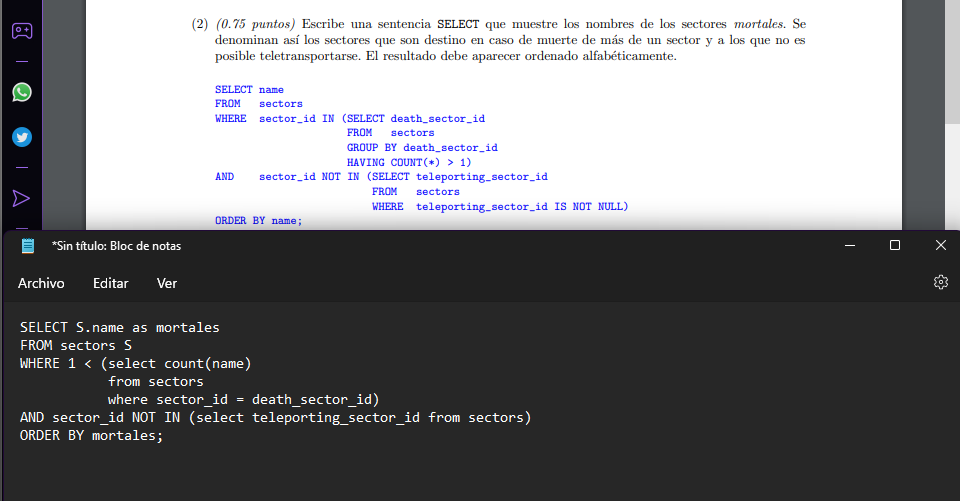 (2) (0.75 puntos) Escribe una sentencia SELECT que muestre los nombres de los sectores mortales. Se
denominan así los sectores que son destino en caso de muerte de más de un sector y a los que no es
posible teletransportarse. El resultado debe aparecer ordenado alfabéticamente.
SELECT name
FROM sectors
WHERE sector_id IN (SELECT death_sector_id
FROM sectors
GROUP BY death_sector_id
HAVING COUNT(*) > 1)
AND sector_id NOT IN (SELECT teleporting_sector_id
FROM sectors
WHERE teleporting_sector_id IS NOT NULL)
ORDER BY name;
*Sin título: Bloc de notas
Archivo Editar Ver
SELECT S.name as mortales
FROM sectors S
WHERE 1 < (select count(name)
from sectors
where sector_id = death_sector_id)
AND sector_id NOT IN (select teleporting_sector_id from sectors)
ORDER BY mortales;